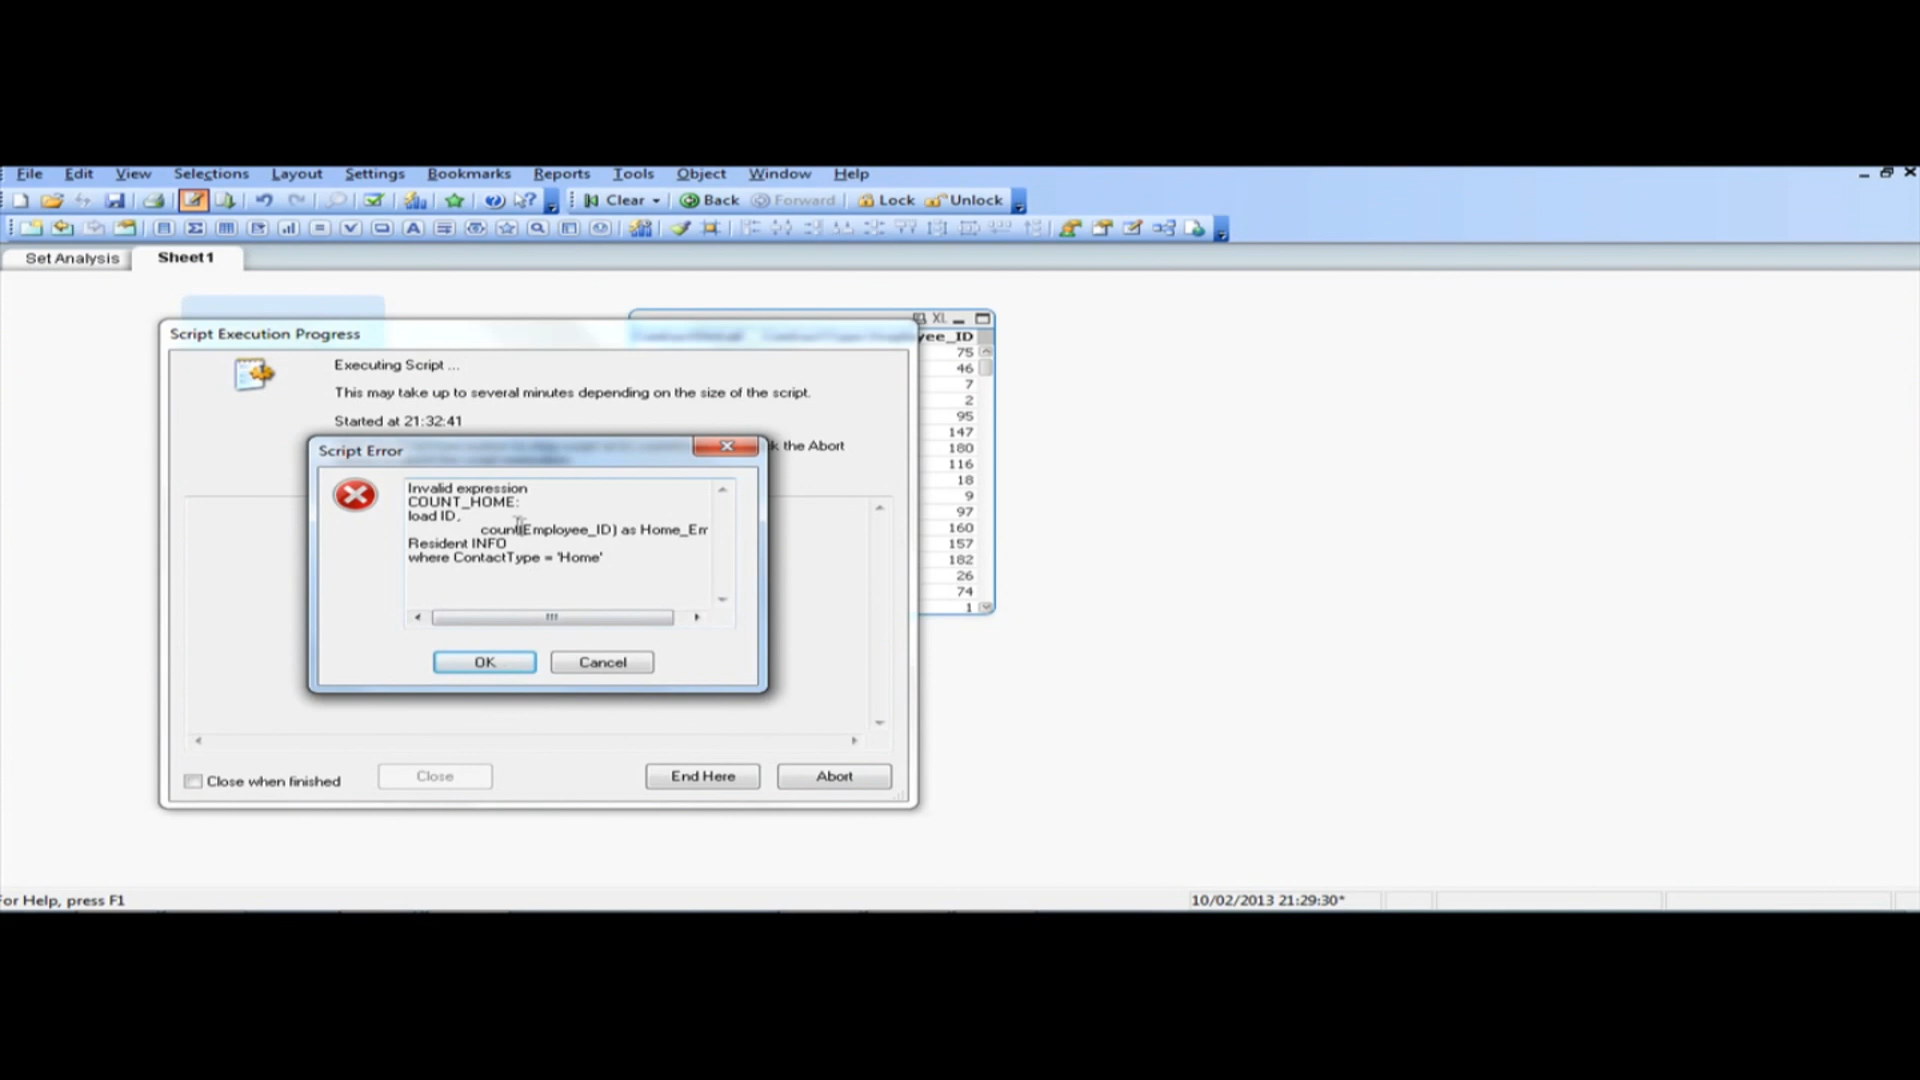 File Edit View Selections Layout Settings Bookmarks Reports Tools Object Window Help
Clear Back Forward Lock Unlock
Set Analysis Sheet1
XL
Script Execution Progress
yee_ID
Executing Script ...
75
46
This may take up to several minutes depending on the size of the script.
7
2
Started at 21:32:41
95
147
k the Abort
180
Script Error
116
18
Invalid expression
9
COUNT_HOME:
97
load ID,
count(Employee_ID) as Home_Em
160
Resident INFO
157
where ContactType = 'Home'
182
26
74
1
OK Cancel
Close when finished Close End Here Abort
For Help, press F1
10/02/2013 21:29:30*